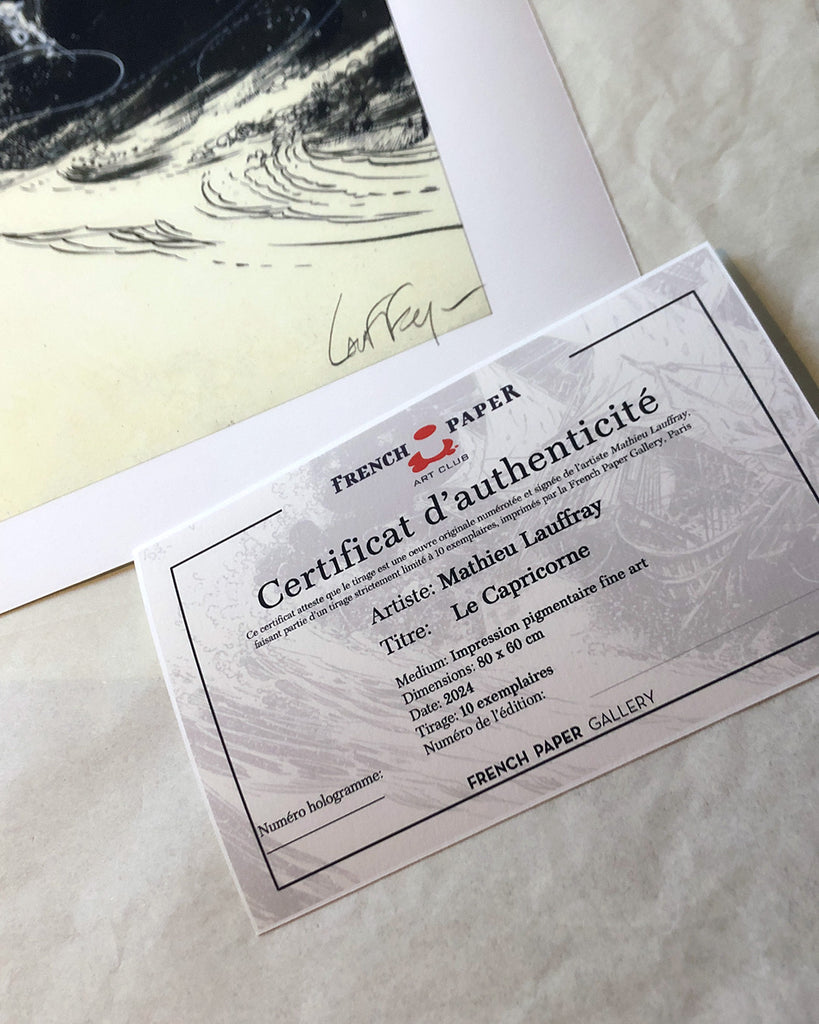 Lauffray
FRENCH PAPER
ART CLUB
Certificat d'authenticité
Ce certificat atteste que le tirage est une oeuvre originale numérotée et signée de l'artiste Mathieu Lauffray,
faisant partie d'un tirage strictement limité à 10 exemplaires, imprimés par la French Paper Gallery, Paris
Artiste: Mathieu Lauffray
Titre: Le Capricorne
Medium: Impression pigmentaire fine art
Dimensions: 80 x 60 cm
Date: 2024
Tirage: 10 exemplaires
Numéro de l'édition:
Numéro hologramme:
FRENCH PAPER GALLERY